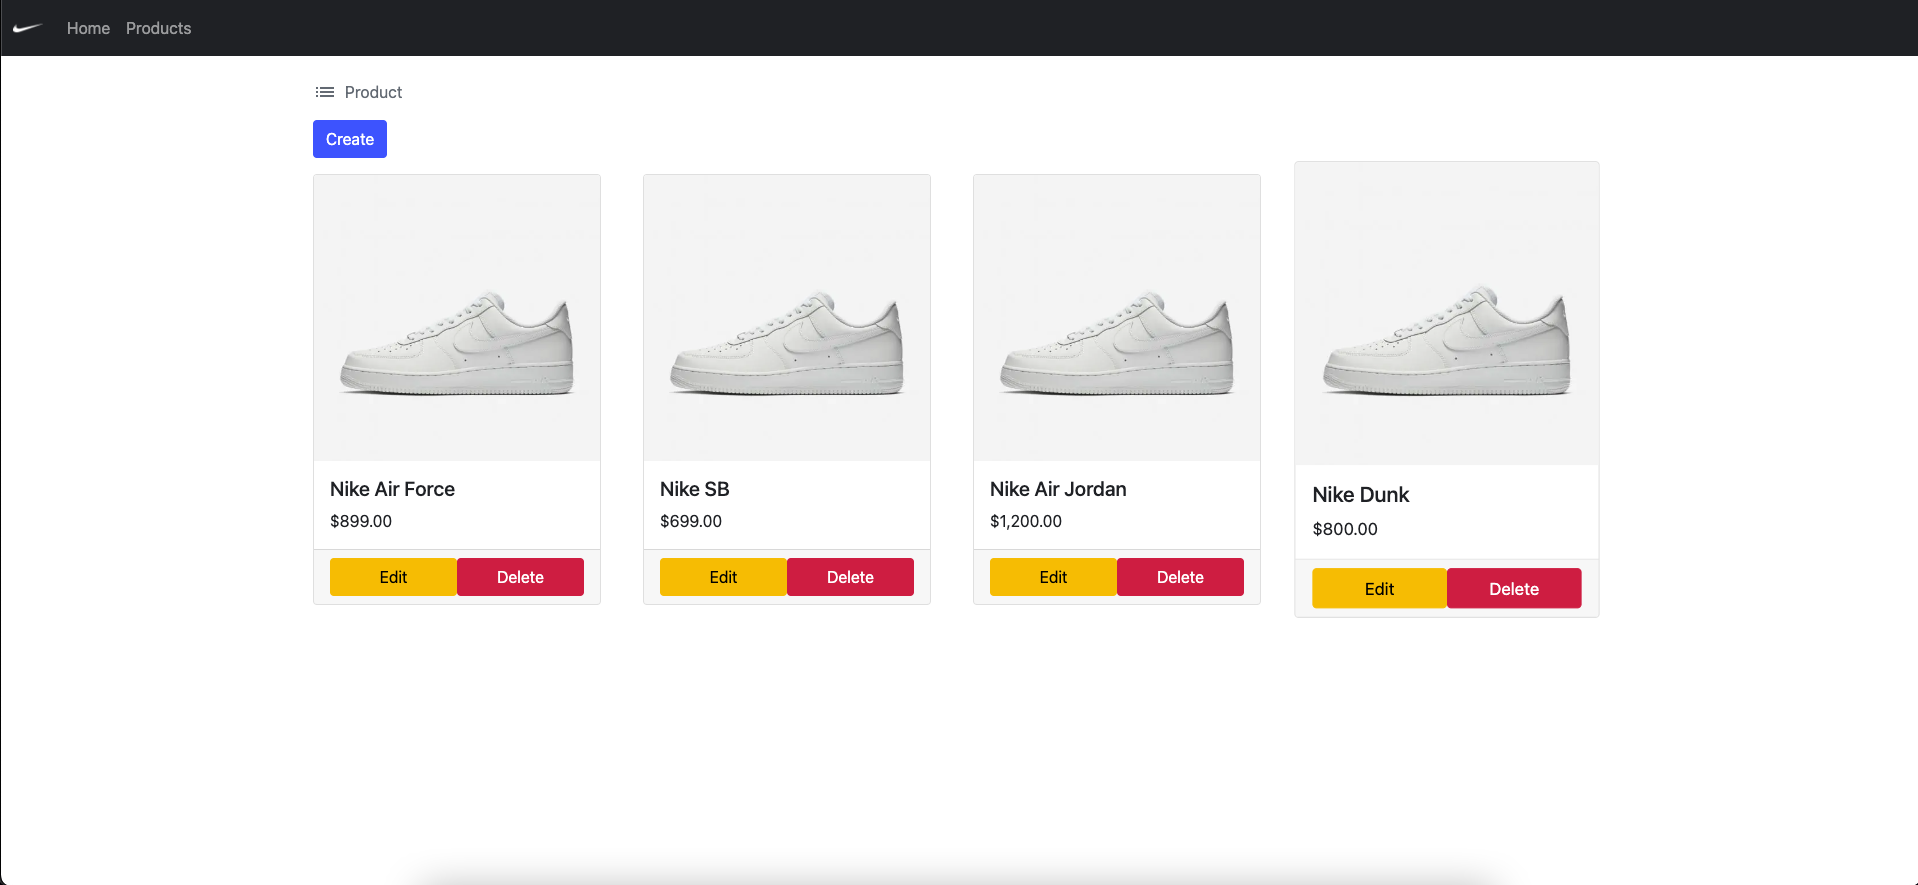 Home Products
Product
Create
Nike Air Force
$899.00
Edit Delete
Nike SB
$699.00
Edit Delete
Nike Air Jordan
$1,200.00
Edit Delete
Nike Dunk
$800.00
Edit Delete